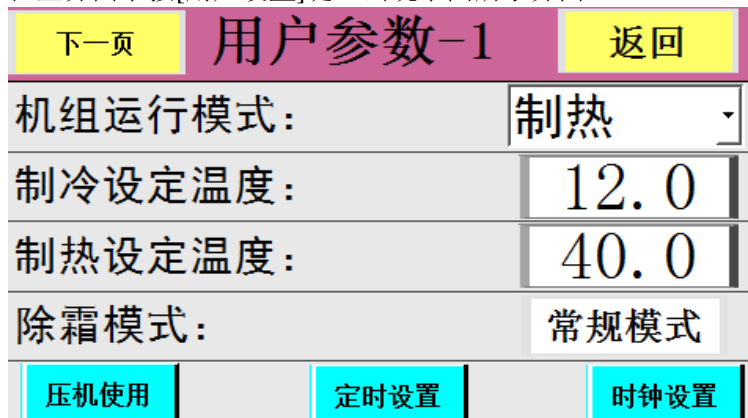 下一页 用户参数-1 返回
机组运行模式: 制热
制冷设定温度: 12.0
制热设定温度: 40.0
除霜模式: 常规模式
压机使用 定时设置 时钟设置